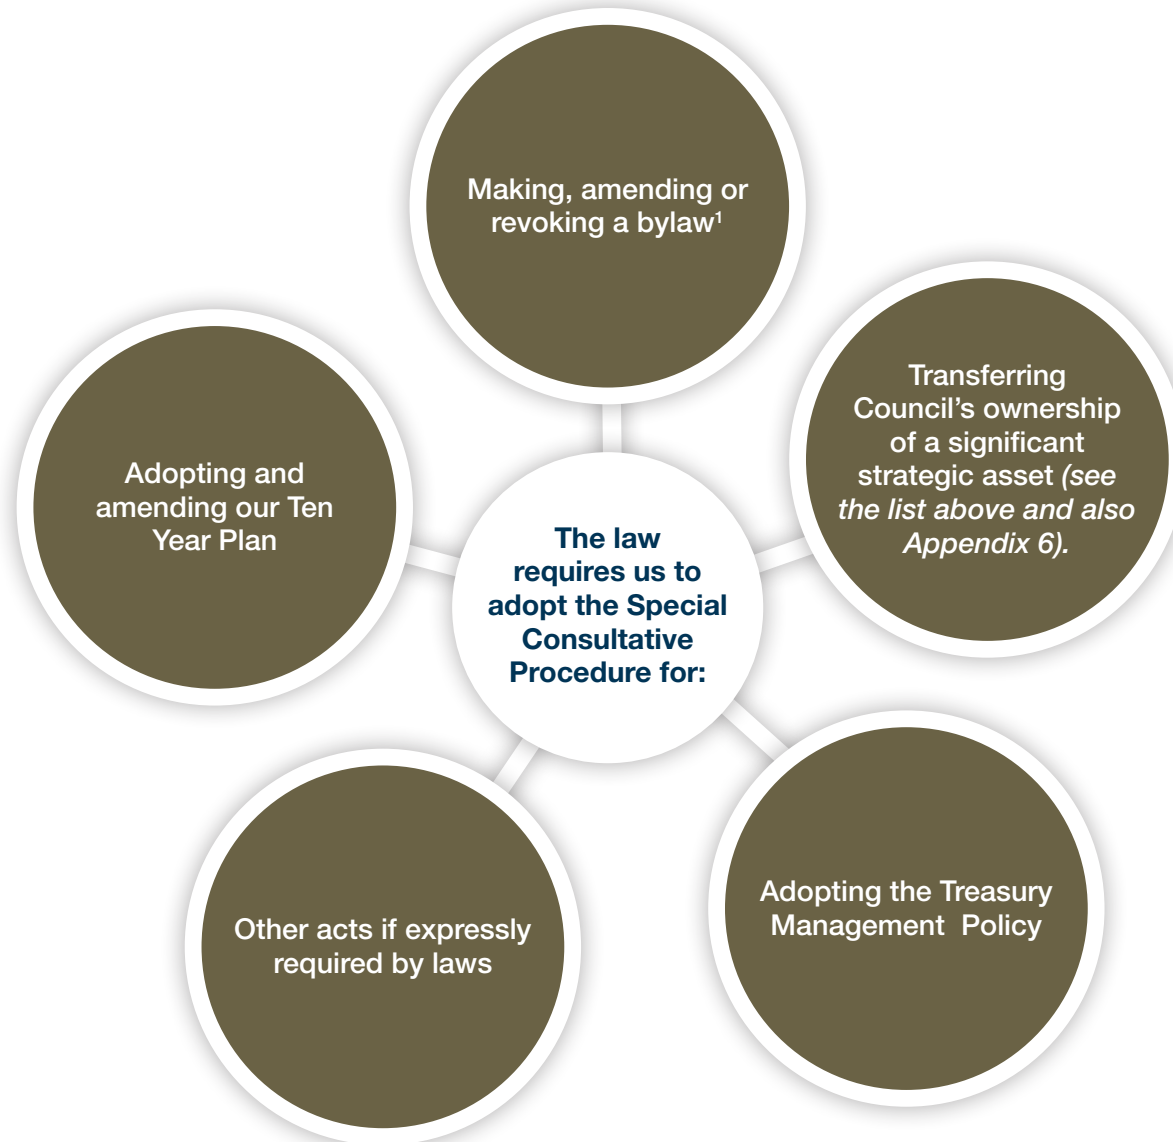 Making, amending or
revoking a bylaw¹
Transferring
Council’s ownership
of a significant
strategic asset (see
the list above and also
Appendix 6).
Adopting and
amending our Ten
Year Plan
The law
requires us to
adopt the Special
Consultative
Procedure for:
Adopting the Treasury
Management  Policy
Other acts if expressly
required by laws